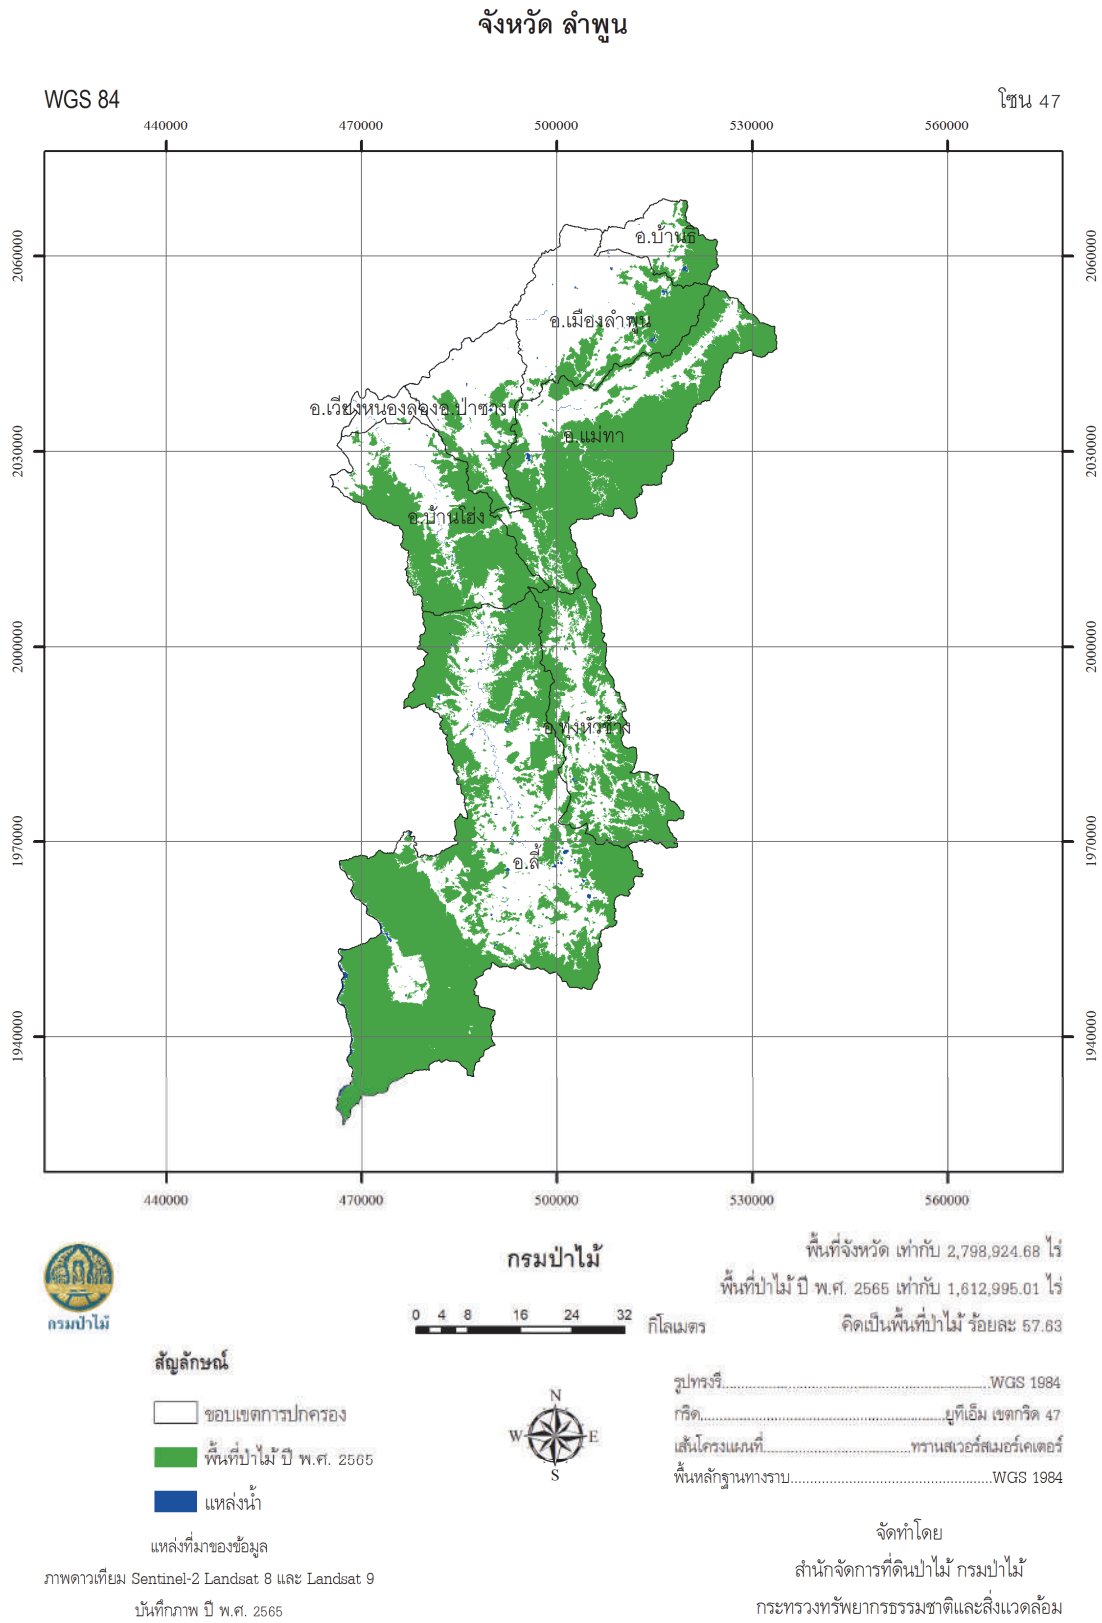 จังหวัด ลำพูน
WGS 84
โซน 47
440000 470000 500000 530000 560000
2060000 2060000
อ.บ้านธิ
อ.เมืองลำพูน
อ.เวียงหนองล่อง อ.ป่าซาง
อ.แม่ทา
2030000 2030000
อ.บ้านโฮ่ง
2000000 2000000
อ.ทุ่งหัวช้าง
1970000 1970000
อ.ลี้
1940000 1940000
440000 470000 500000 530000 560000
กรมป่าไม้
กรมป่าไม้
0 4 8 16 24 32
กิโลเมตร
พื้นที่จังหวัด เท่ากับ 2,798,924.68 ไร่
พื้นที่ป่าไม้ ปี พ.ศ. 2565 เท่ากับ 1,612,995.01 ไร่
คิดเป็นพื้นที่ป่าไม้ ร้อยละ 57.63
สัญลักษณ์
ขอบเขตการปกครอง
พื้นที่ป่าไม้ ปี พ.ศ. 2565
แหล่งน้ำ
N
W E
S
รูปทรงรี..........WGS 1984
กริด..........ยูทีเอ็ม เขตกริด 47
เส้นโครงแผนที่..........ทรานสเวอร์สเมอร์เคเตอร์
พื้นหลักฐานทางราบ..........WGS 1984
แหล่งที่มาของข้อมูล
ภาพดาวเทียม Sentinel-2 Landsat 8 และ Landsat 9
บันทึกภาพ ปี พ.ศ. 2565
จัดทำโดย
สำนักจัดการที่ดินป่าไม้ กรมป่าไม้
กระทรวงทรัพยากรธรรมชาติและสิ่งแวดล้อม